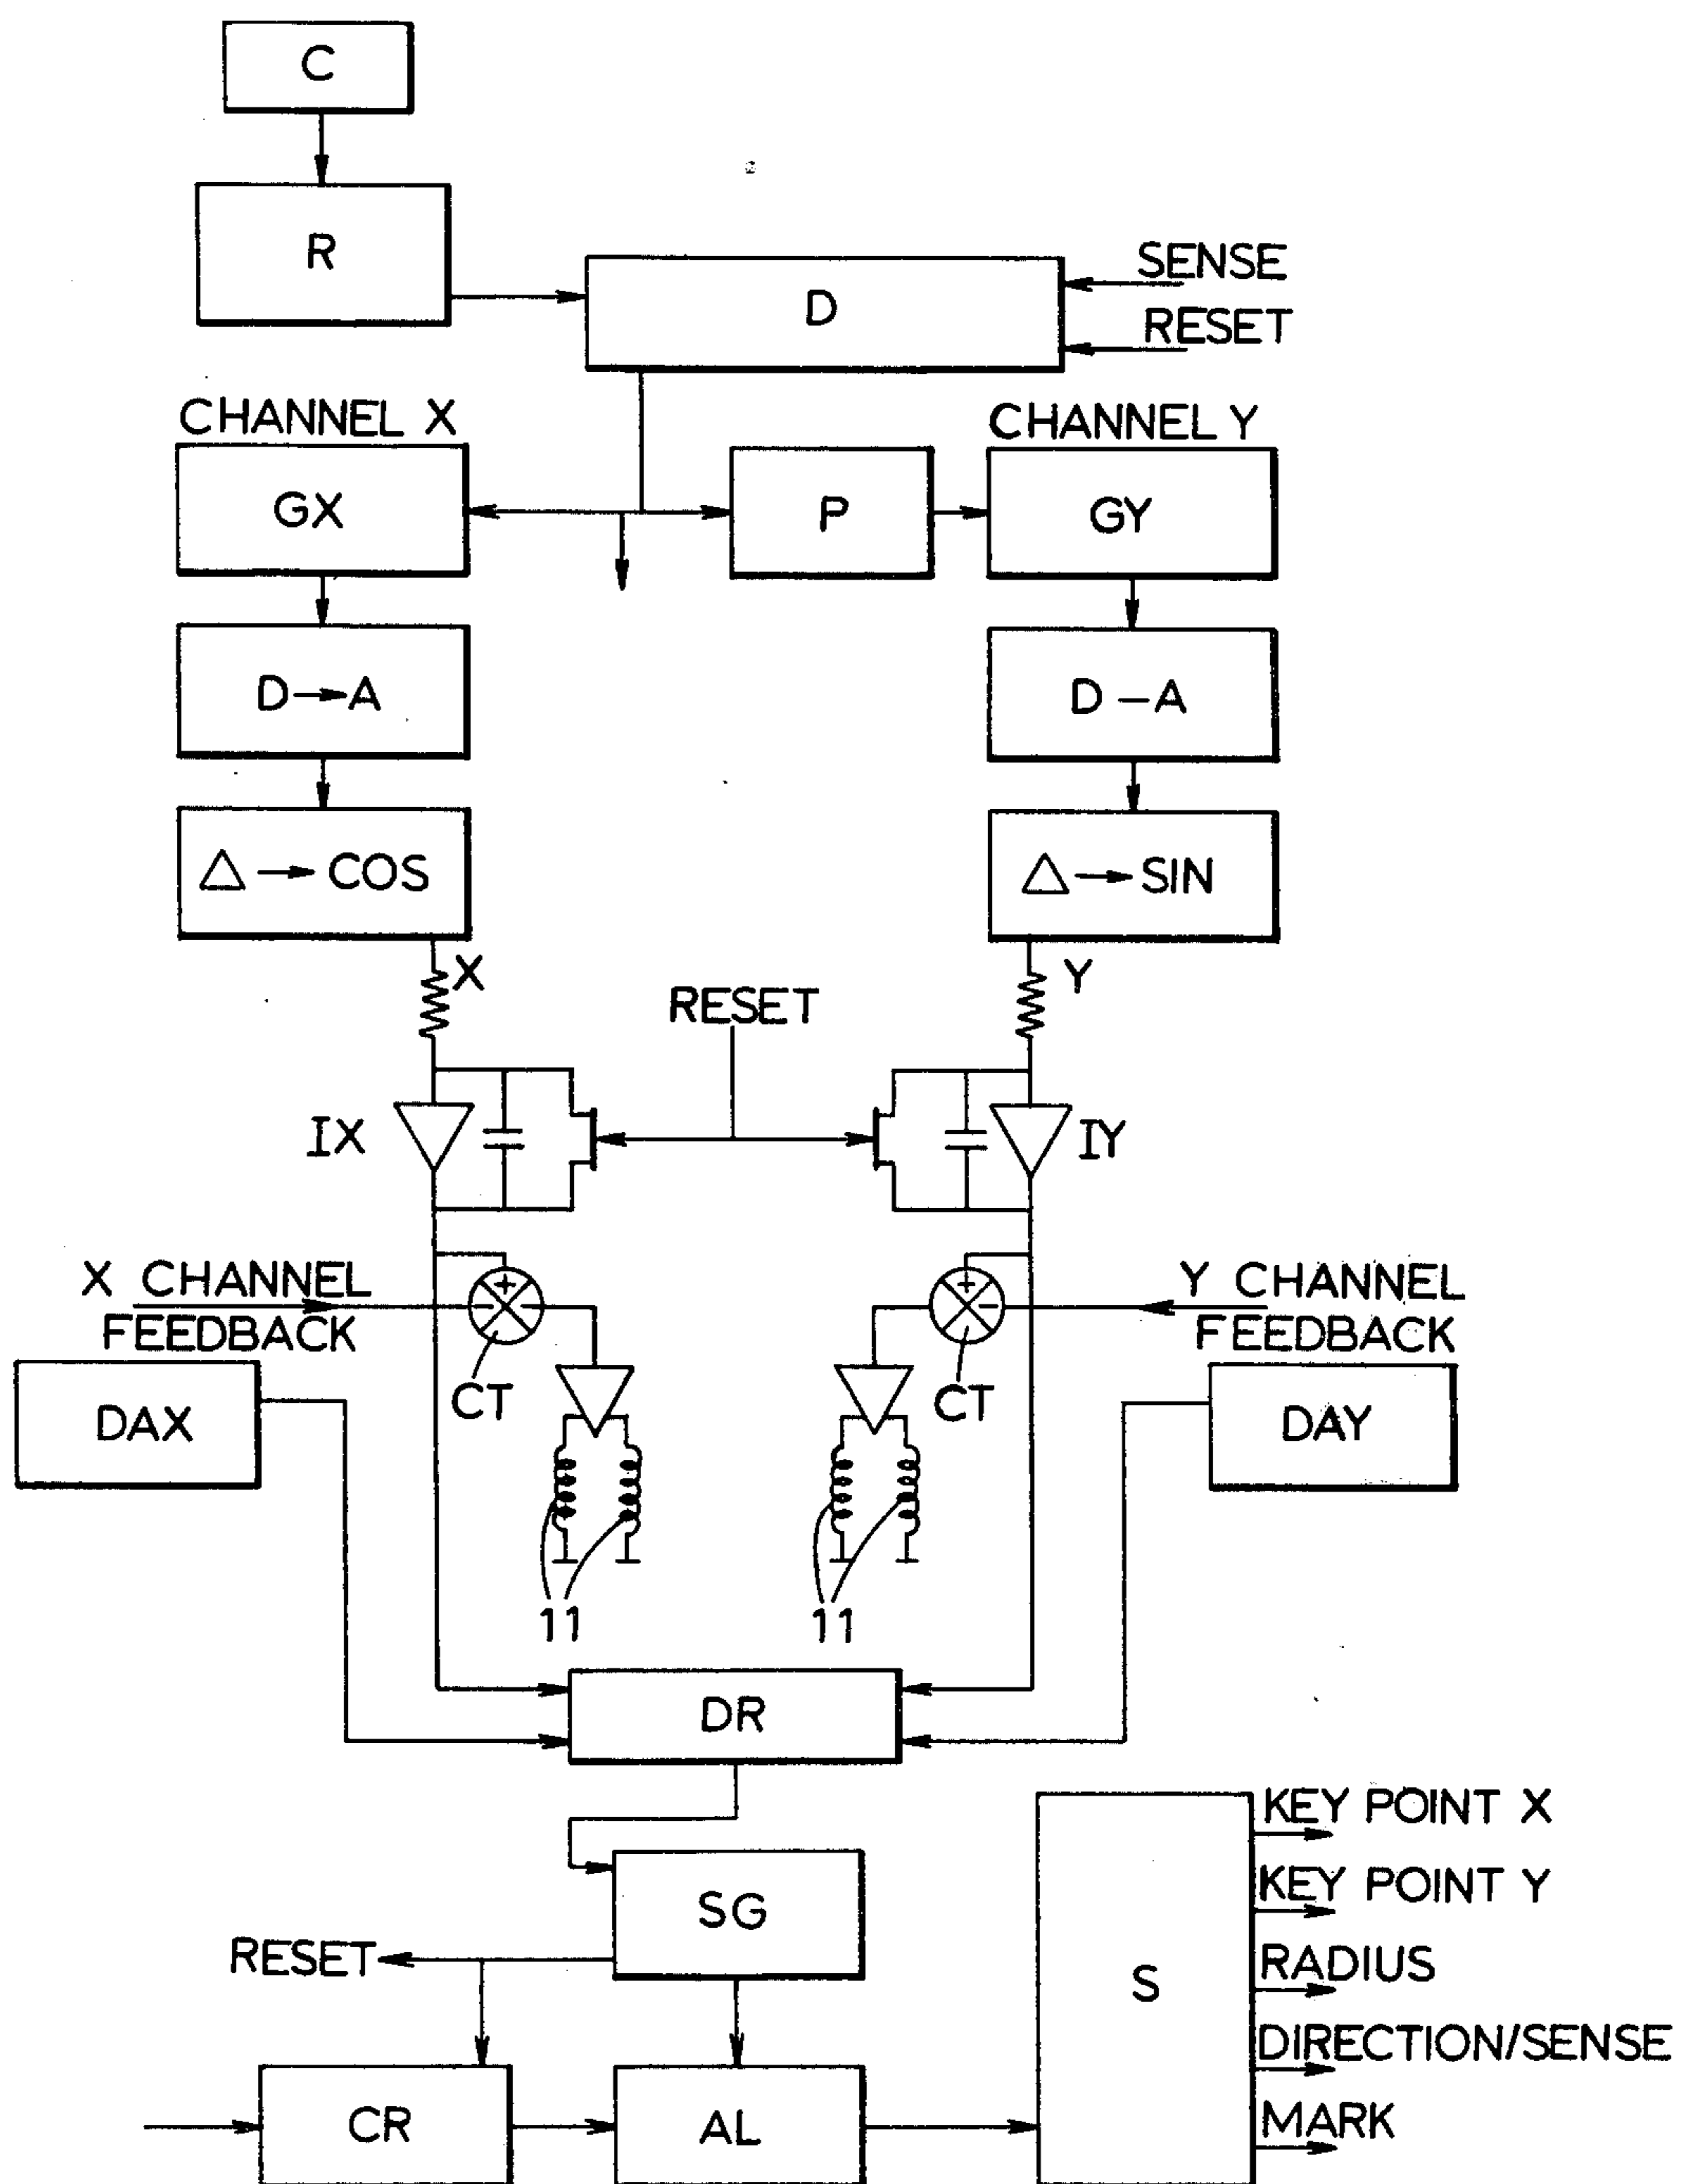 C
R
SENSE
D
RESET
CHANNEL X
CHANNEL Y
GX
P
GY
D→A
D–A
△→COS
△→SIN
X
Y
RESET
IX
IY
X CHANNEL
FEEDBACK
Y CHANNEL
FEEDBACK
+
–
+
–
CT
CT
DAX
DAY
11
11
DR
KEY POINT X
KEY POINT Y
SG
RESET
RADIUS
S
DIRECTION/SENSE
CR
AL
MARK